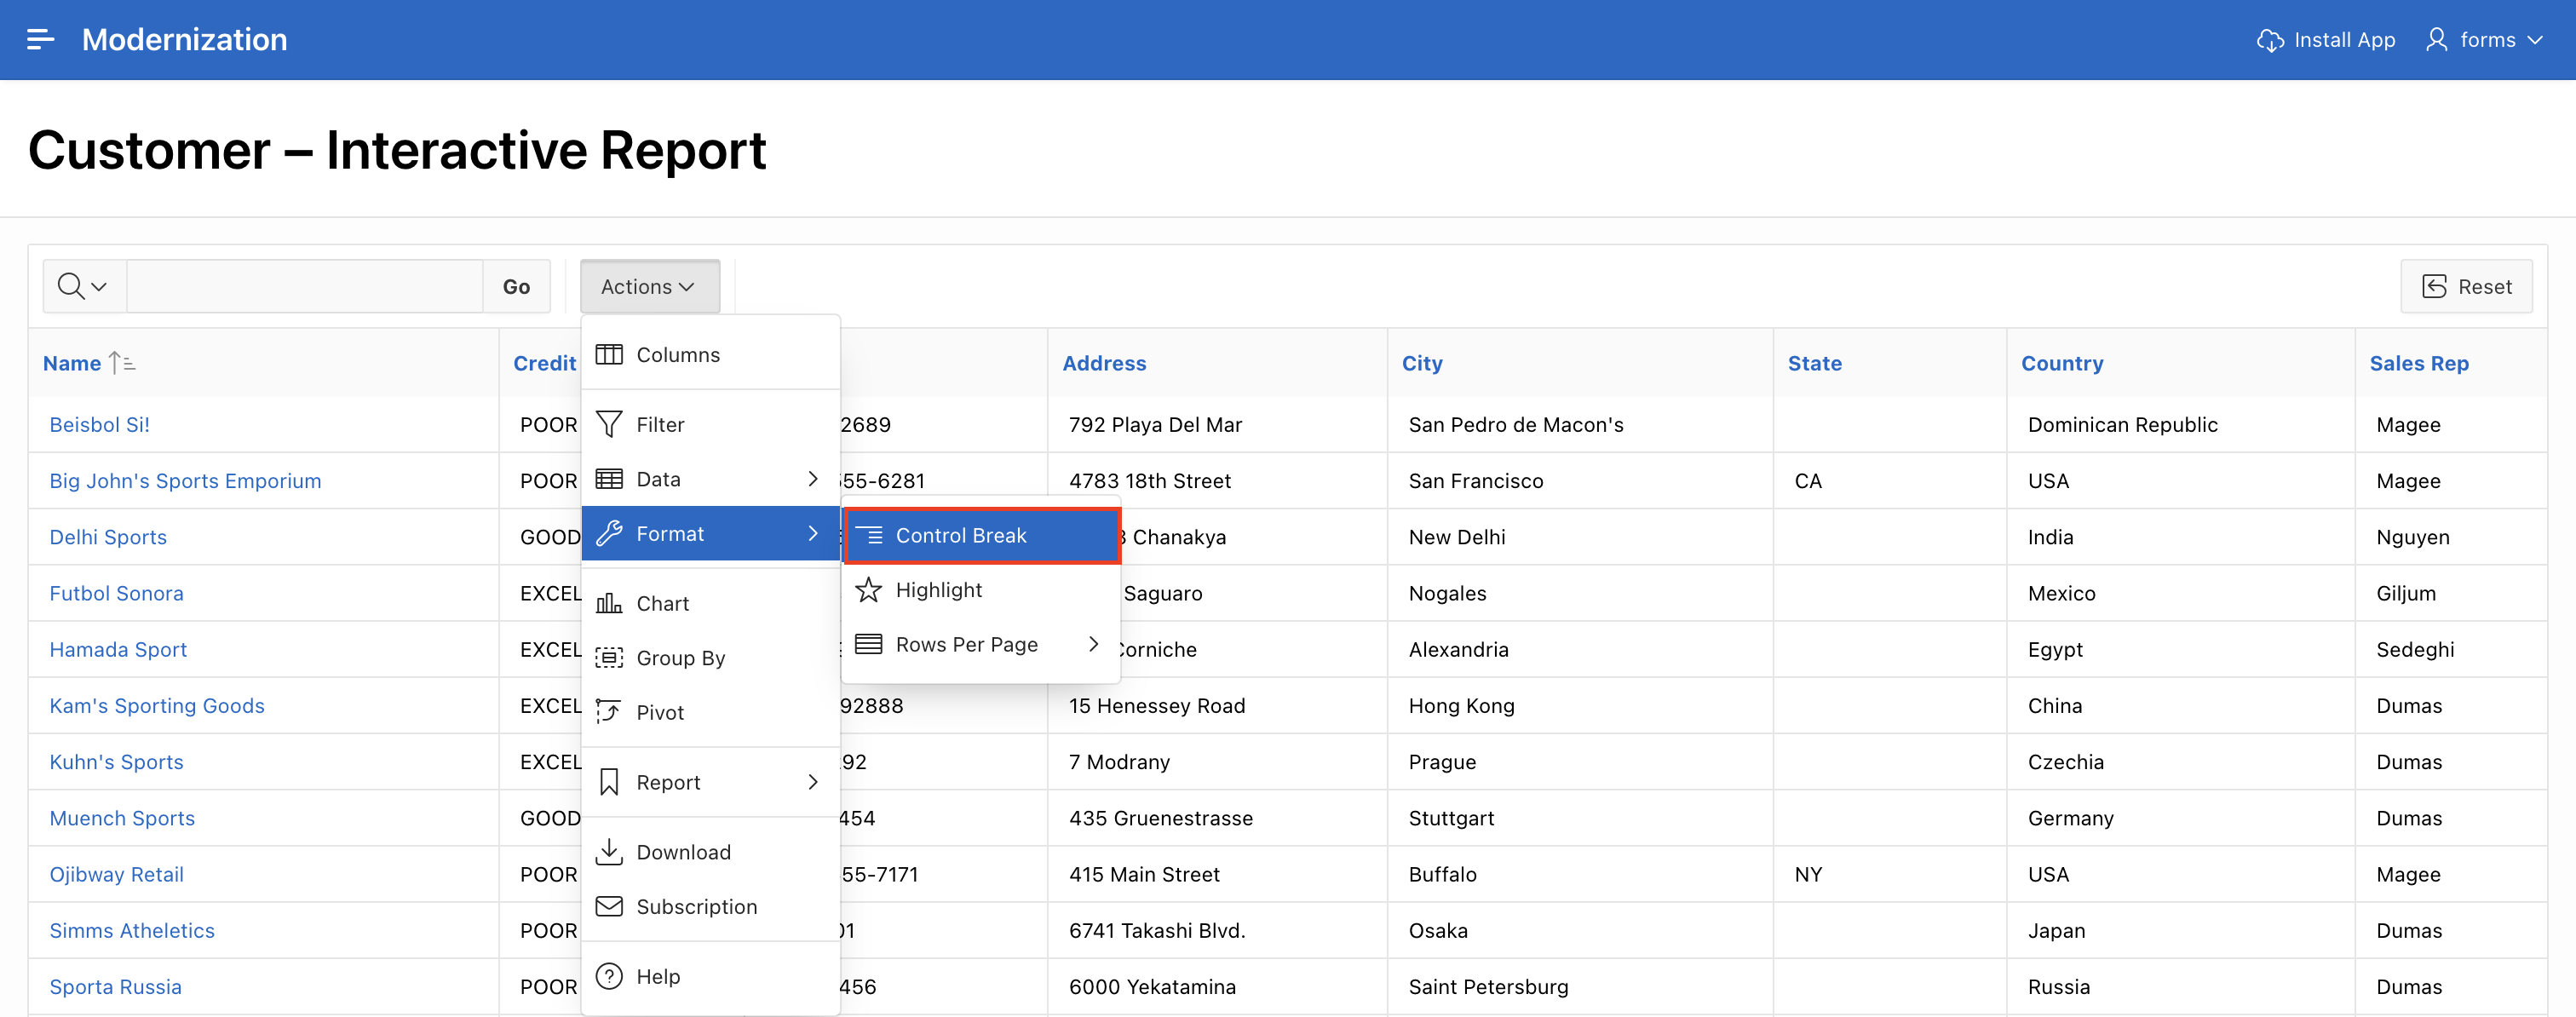 Modernization
Install App
forms
Customer – Interactive Report
Go
Actions
Reset
Name
Credit
Address
City
State
Country
Sales Rep
Columns
Filter
Data
Format
Chart
Group By
Pivot
Report
Download
Subscription
Help
Control Break
Highlight
Rows Per Page
Beisbol Si! POOR 2689 792 Playa Del Mar San Pedro de Macon's Dominican Republic Magee
Big John's Sports Emporium POOR 55-6281 4783 18th Street San Francisco CA USA Magee
Delhi Sports GOOD Chanakya New Delhi India Nguyen
Futbol Sonora EXCEL Saguaro Nogales Mexico Giljum
Hamada Sport EXCEL Corniche Alexandria Egypt Sedeghi
Kam's Sporting Goods EXCEL 92888 15 Henessey Road Hong Kong China Dumas
Kuhn's Sports EXCEL 92 7 Modrany Prague Czechia Dumas
Muench Sports GOOD 454 435 Gruenestrasse Stuttgart Germany Dumas
Ojibway Retail POOR 55-7171 415 Main Street Buffalo NY USA Magee
Simms Atheletics POOR 01 6741 Takashi Blvd. Osaka Japan Dumas
Sporta Russia POOR 456 6000 Yekatamina Saint Petersburg Russia Dumas